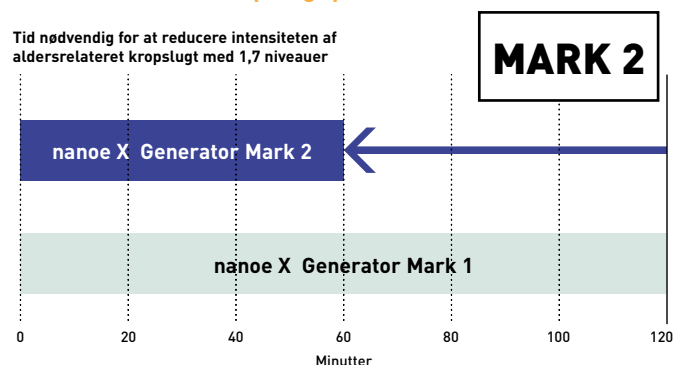 Tid nødvendig for at reducere intensiteten af
aldersrelateret kropslugt med 1,7 niveauer
MARK 2
nanoe X Generator Mark 2
nanoe X Generator Mark 1
0 20 40 60 80 100 120
Minutter